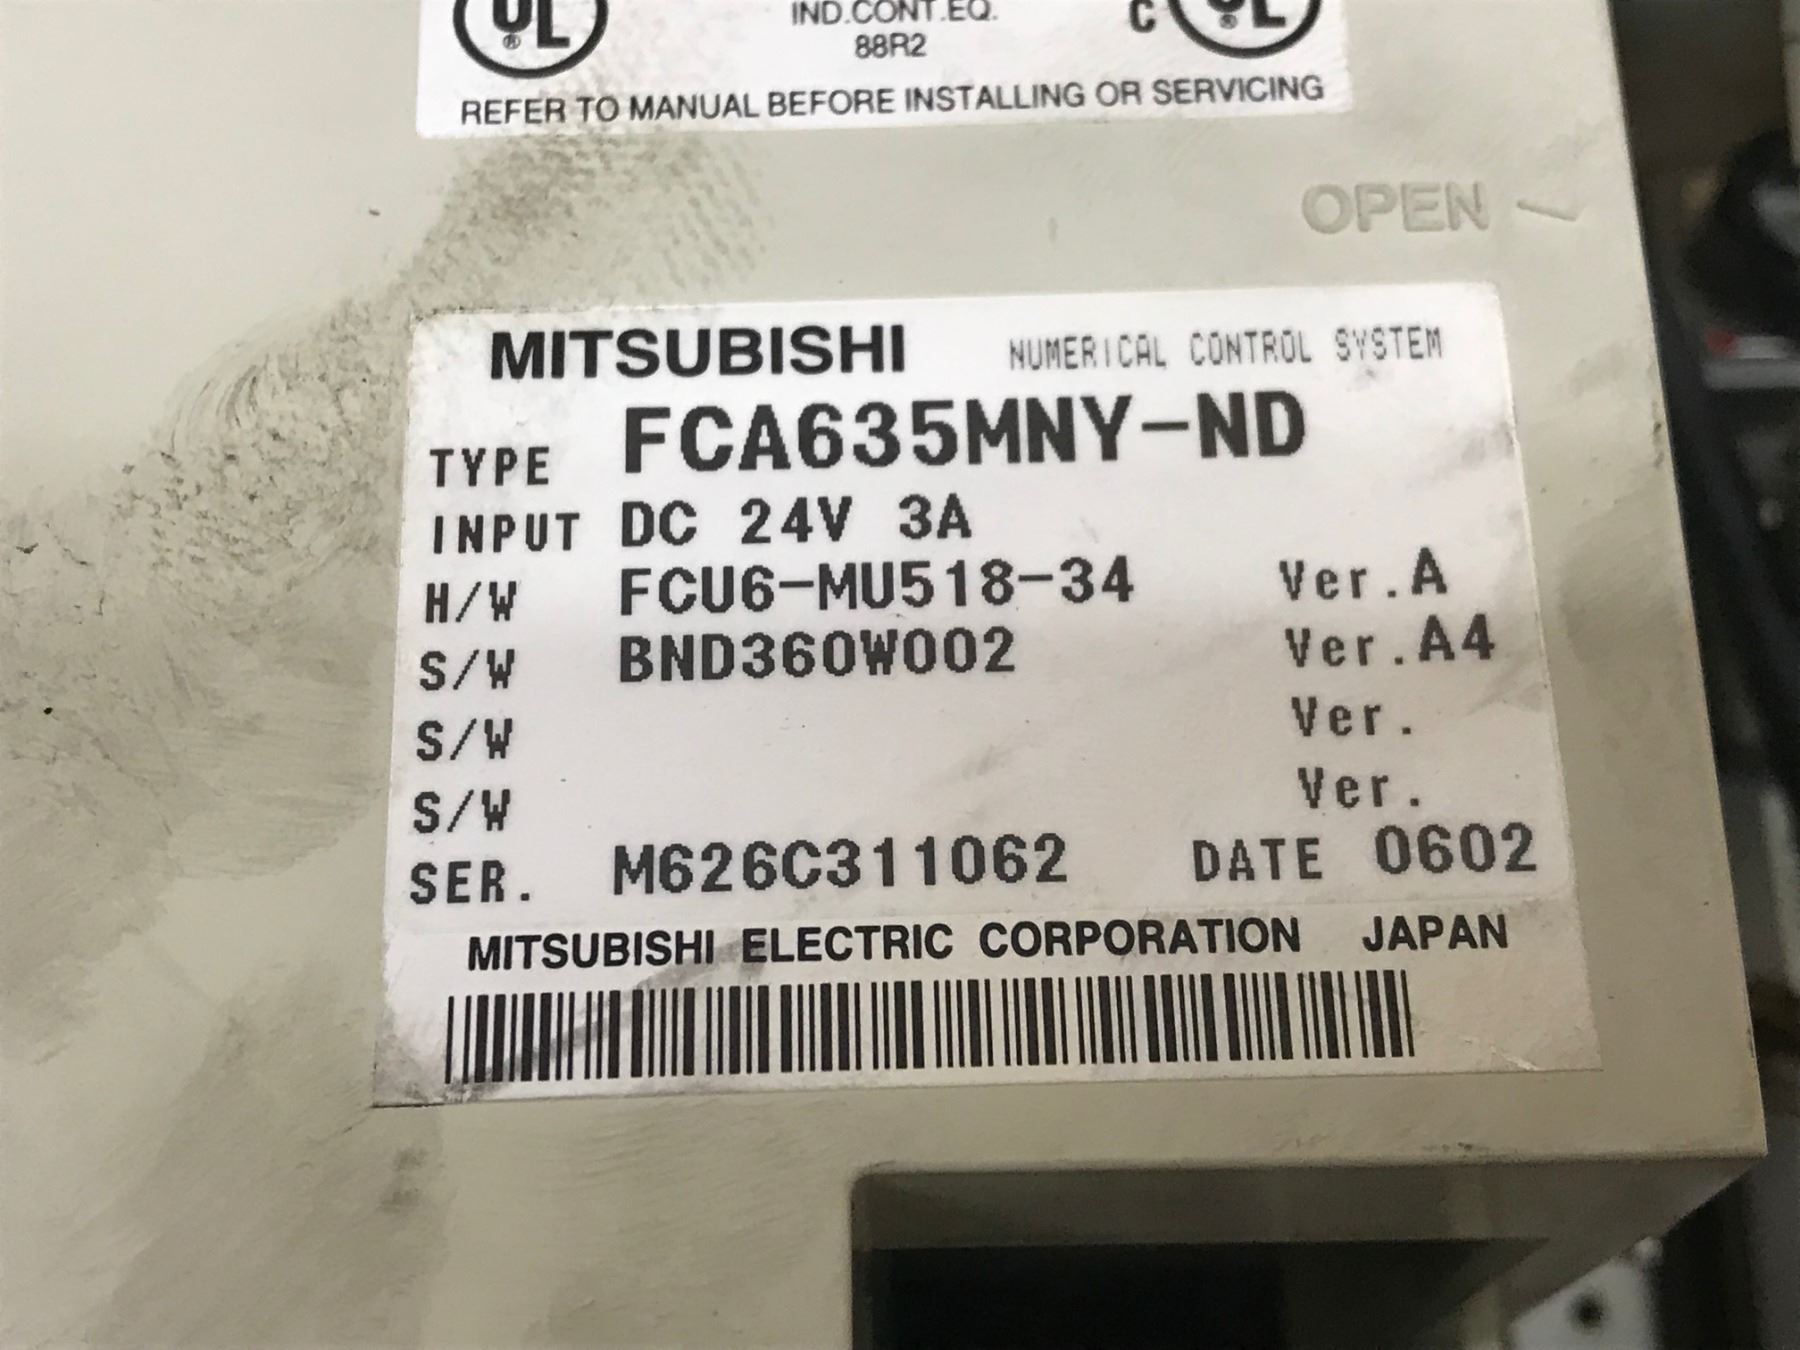 UL ® IND.CONT.EQ. C UL ®
88R2
REFER TO MANUAL BEFORE INSTALLING OR SERVICING
OPEN
MITSUBISHI NUMERICAL CONTROL SYSTEM
TYPE FCA635MNY-ND
INPUT DC 24V 3A
H/W FCU6-MU518-34 Ver.A
S/W BND360W002 Ver.A4
S/W Ver.
S/W Ver.
SER. M626C311062 DATE 0602
MITSUBISHI ELECTRIC CORPORATION JAPAN